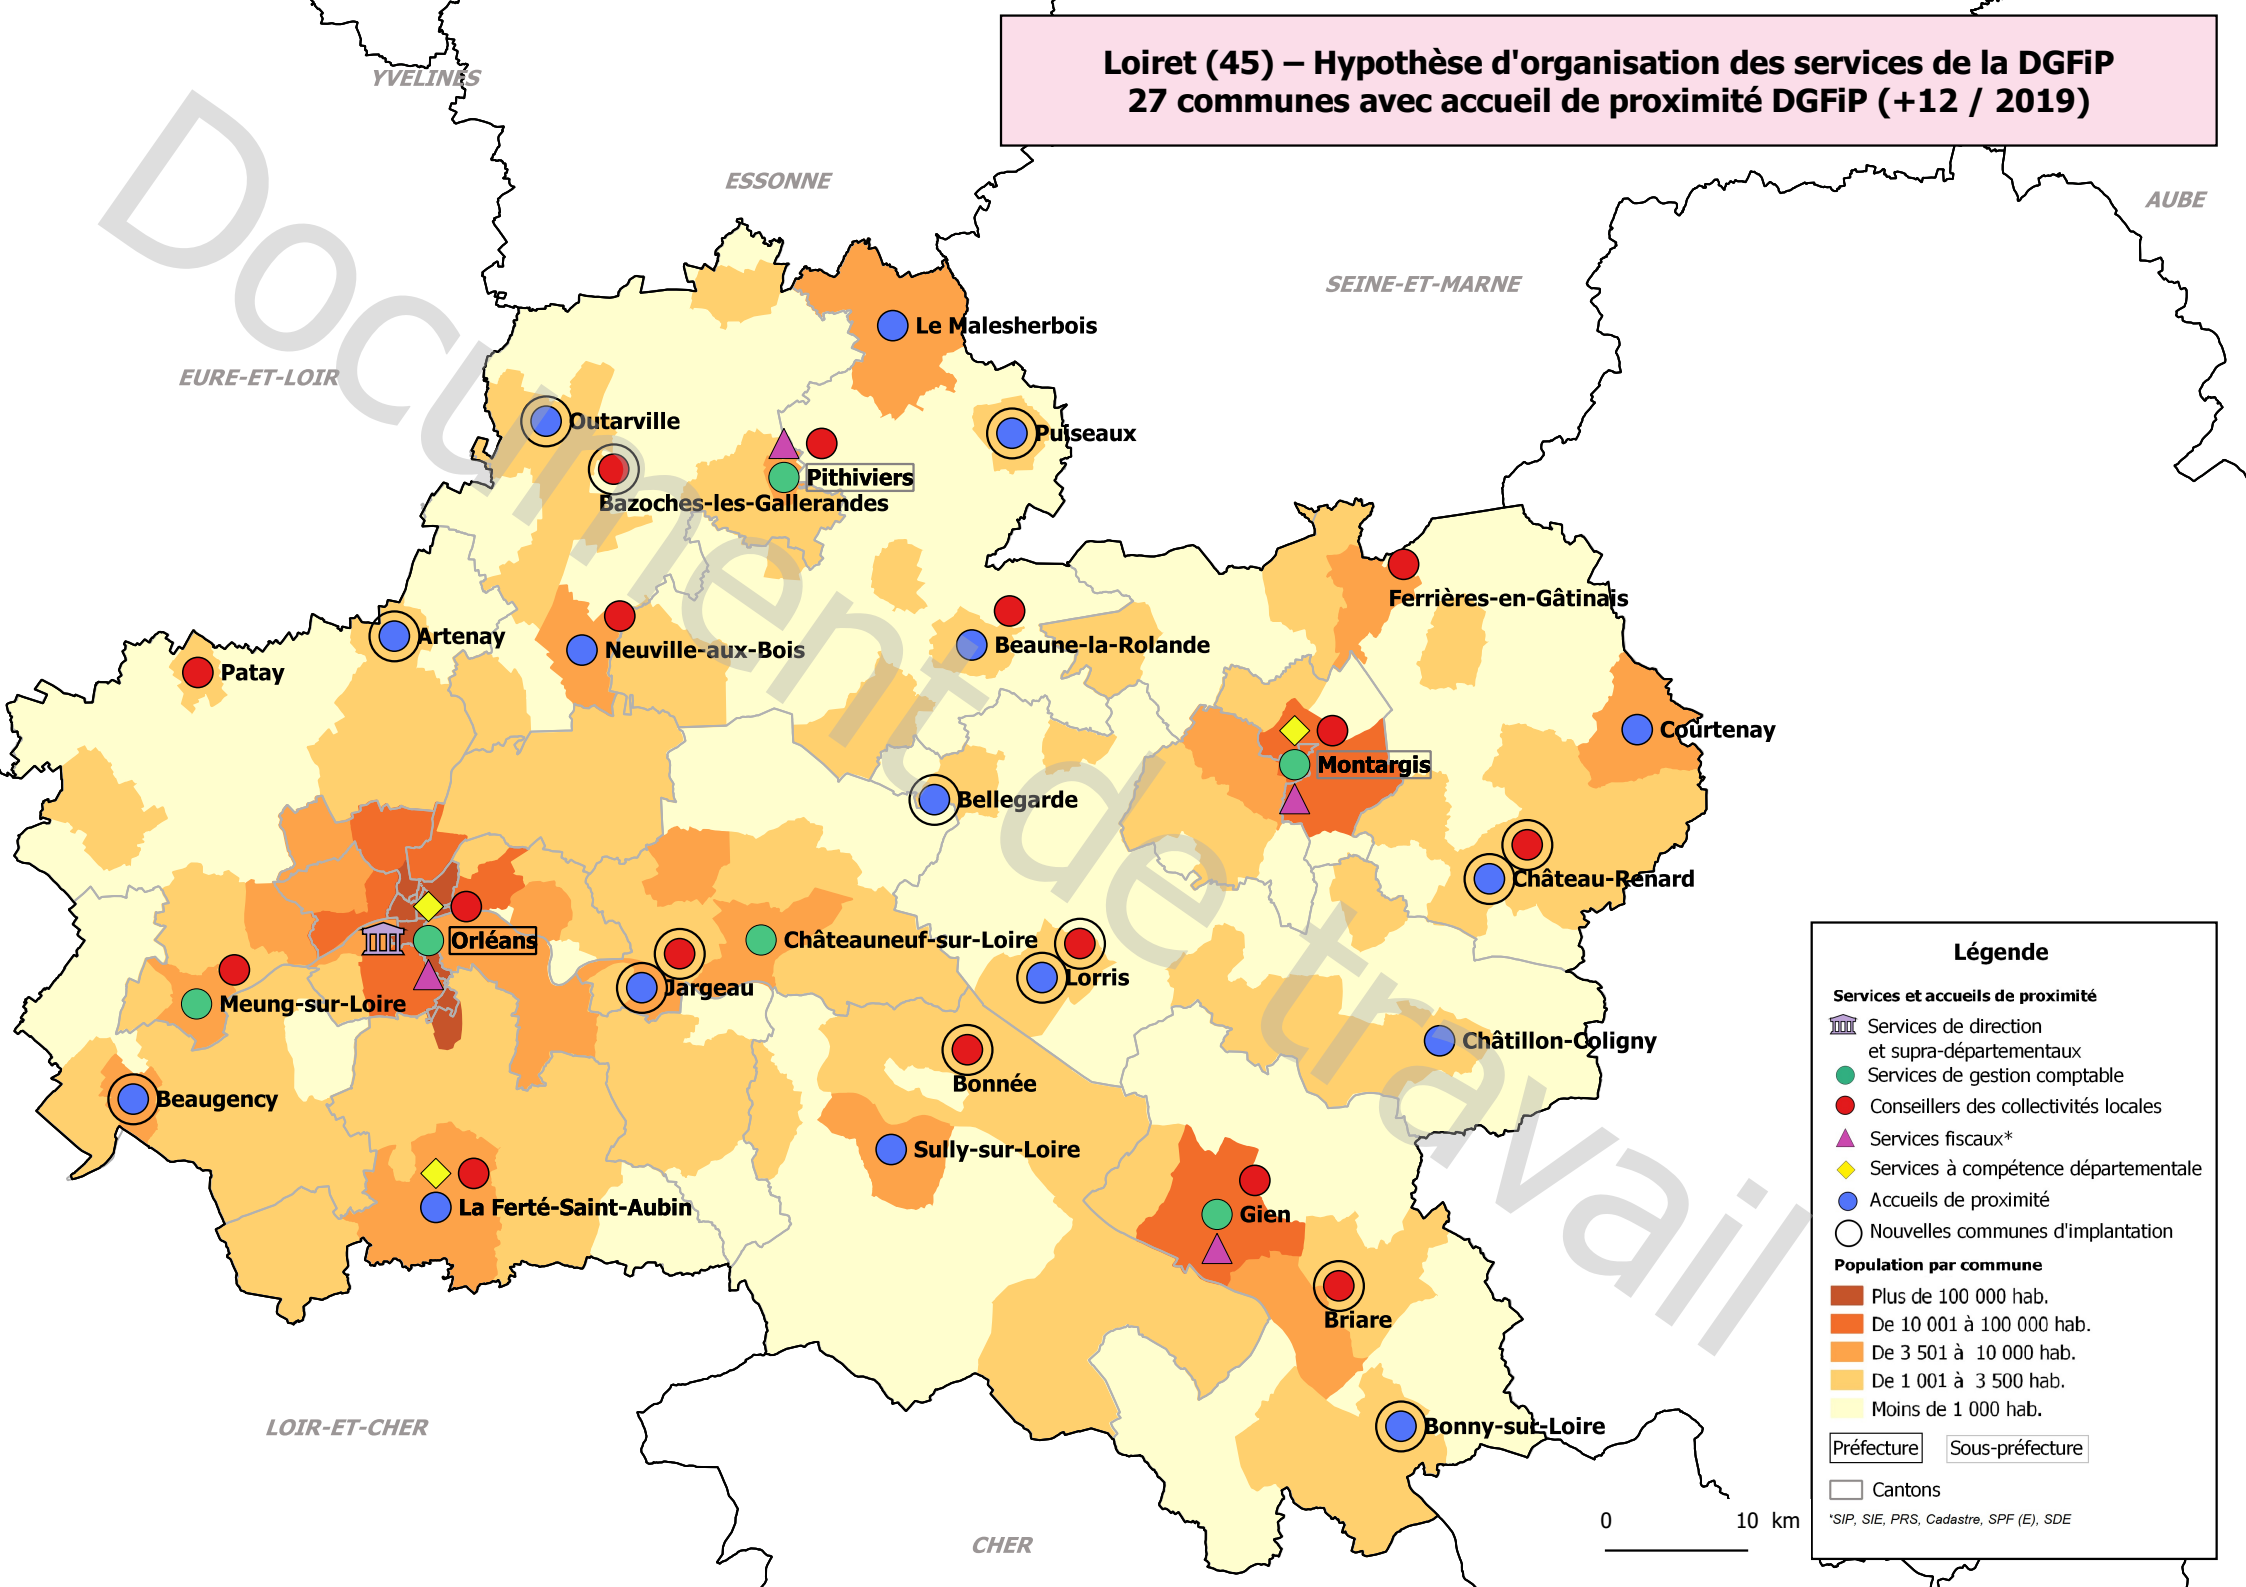 Loiret (45) – Hypothèse d'organisation des services de la DGFiP
27 communes avec accueil de proximité DGFiP (+12 / 2019)
YVELINES
ESSONNE
AUBE
SEINE-ET-MARNE
EURE-ET-LOIR
Le Malesherbois
Outarville
Puiseaux
Pithiviers
Bazoches-les-Gallerandes
Ferrières-en-Gâtinais
Artenay
Neuville-aux-Bois
Beaune-la-Rolande
Patay
Courtenay
Montargis
Bellegarde
Château-Renard
Orléans
Châteauneuf-sur-Loire
Lorris
Jargeau
Meung-sur-Loire
Châtillon-Coligny
Bonnée
Beaugency
Sully-sur-Loire
La Ferté-Saint-Aubin
Gien
Briare
Bonny-sur-Loire
LOIR-ET-CHER
CHER
Document de travail
0 10 km
Légende
Services et accueils de proximité
Services de direction
et supra-départementaux
Services de gestion comptable
Conseillers des collectivités locales
Services fiscaux*
Services à compétence départementale
Accueils de proximité
Nouvelles communes d'implantation
Population par commune
Plus de 100 000 hab.
De 10 001 à 100 000 hab.
De 3 501 à 10 000 hab.
De 1 001 à 3 500 hab.
Moins de 1 000 hab.
Préfecture Sous-préfecture
Cantons
*SIP, SIE, PRS, Cadastre, SPF (E), SDE